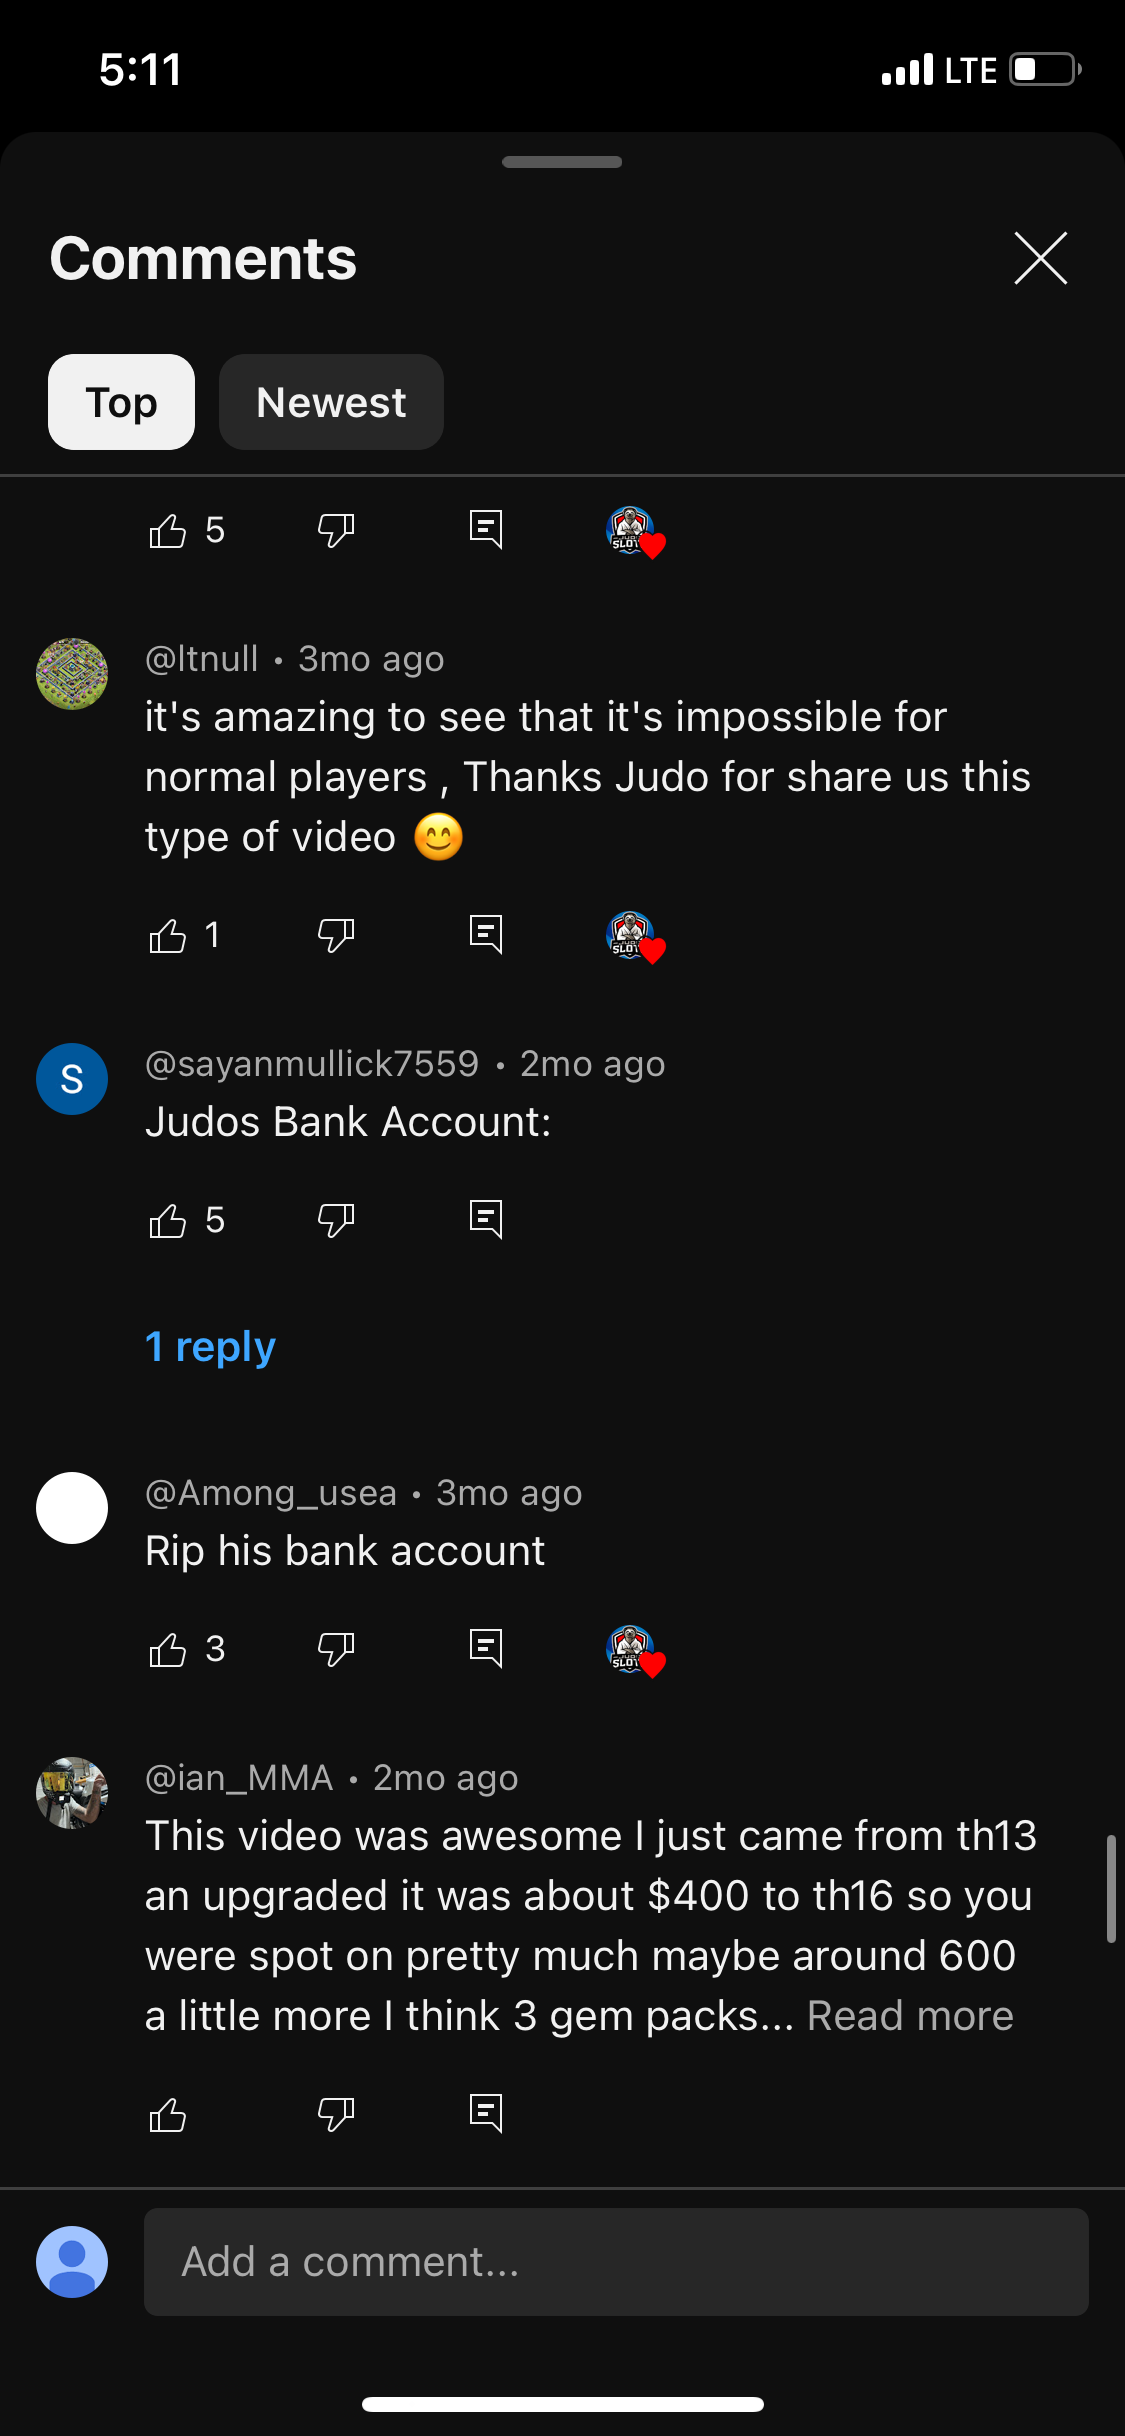 5:11
LTE
Comments
Top
Newest
5
@ltnull • 3mo ago
it's amazing to see that it's impossible for
normal players , Thanks Judo for share us this
type of video 😊
1
S
@sayanmullick7559 • 2mo ago
Judos Bank Account:
5
1 reply
@Among_usea • 3mo ago
Rip his bank account
3
@ian_MMA • 2mo ago
This video was awesome I just came from th13
an upgraded it was about $400 to th16 so you
were spot on pretty much maybe around 600
a little more I think 3 gem packs... Read more
Add a comment...